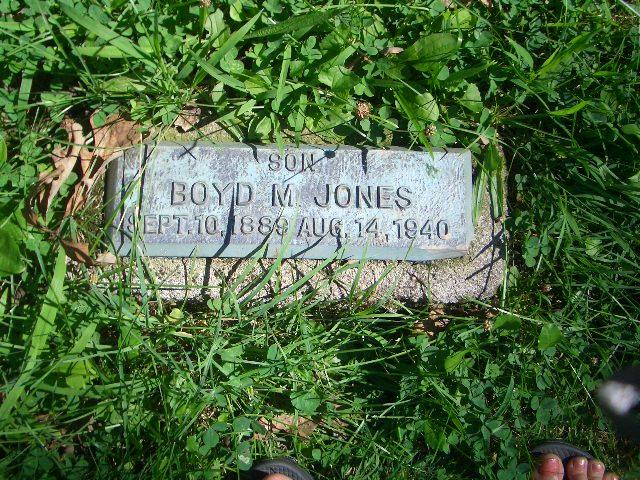 SON
BOYD M. JONES
SEPT. 10, 1889 AUG. 14, 1940